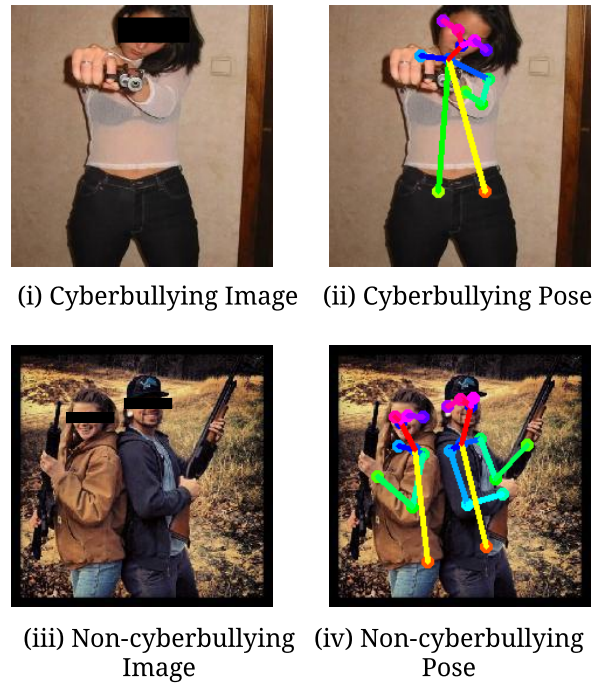 (i) Cyberbullying Image
(ii) Cyberbullying Pose
(iii) Non-cyberbullying
Image
(iv) Non-cyberbullying
Pose